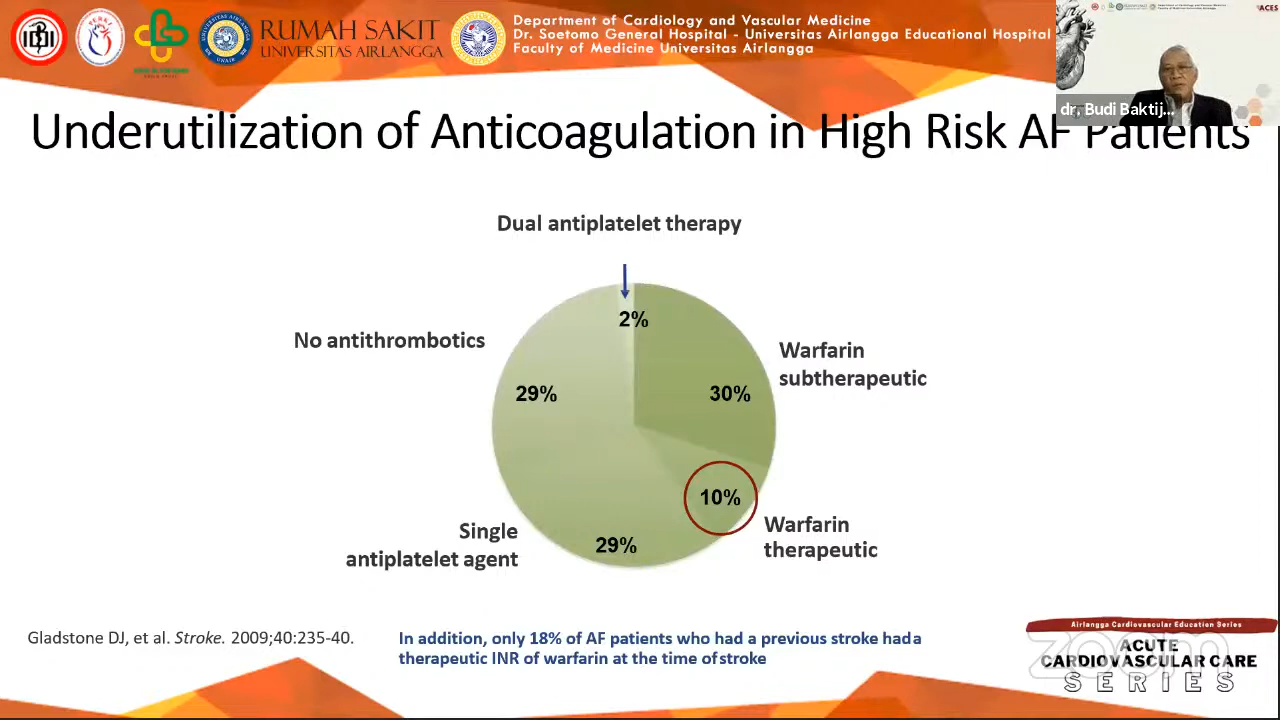 RUMAH SAKIT
UNIVERSITAS AIRLANGGA
Department of Cardiology and Vascular Medicine
Dr. Soetomo General Hospital - Universitas Airlangga Educational Hospital
Faculty of Medicine Universitas Airlangga
dr. Budi Baktij...
Underutilization of Anticoagulation in High Risk AF Patients
Dual antiplatelet therapy
2%
No antithrombotics
29%
30%
Warfarin
subtherapeutic
10%
Warfarin
therapeutic
Single
antiplatelet agent
29%
Gladstone DJ, et al. Stroke. 2009;40:235-40.
In addition, only 18% of AF patients who had a previous stroke had a
therapeutic INR of warfarin at the time of stroke
Airlangga Cardiovascular Education Series
zoom
ACUTE
CARDIOVASCULAR CARE
SERIES